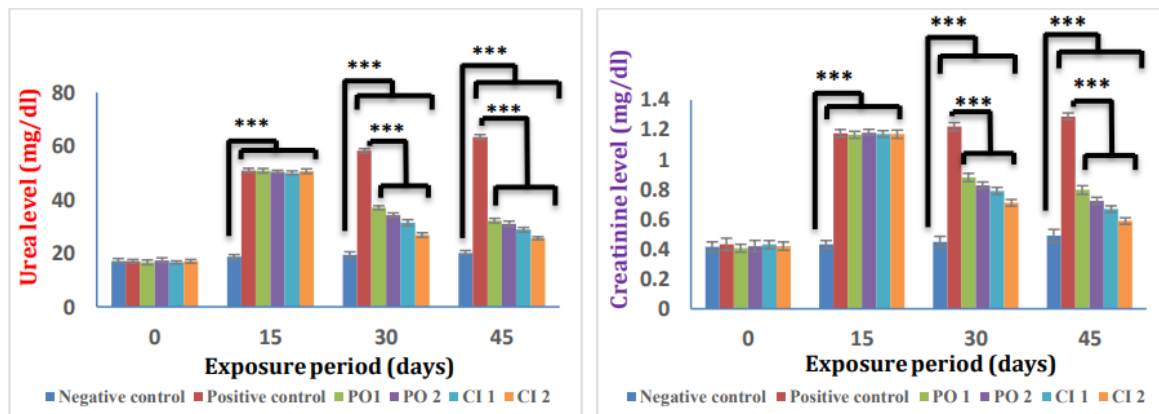 ***
***
***
***
***
80
60
40
20
0
Urea level (mg/dl)
0 15 30 45
Exposure period (days)
Negative control Positive control PO1 PO 2 CI 1 CI 2
***
***
***
***
***
1.4
1.2
1
0.8
0.6
0.4
0.2
0
Creatinine level (mg/dl)
0 15 30 45
Exposure period (days)
Negative control Positive control PO1 PO 2 CI 1 CI 2